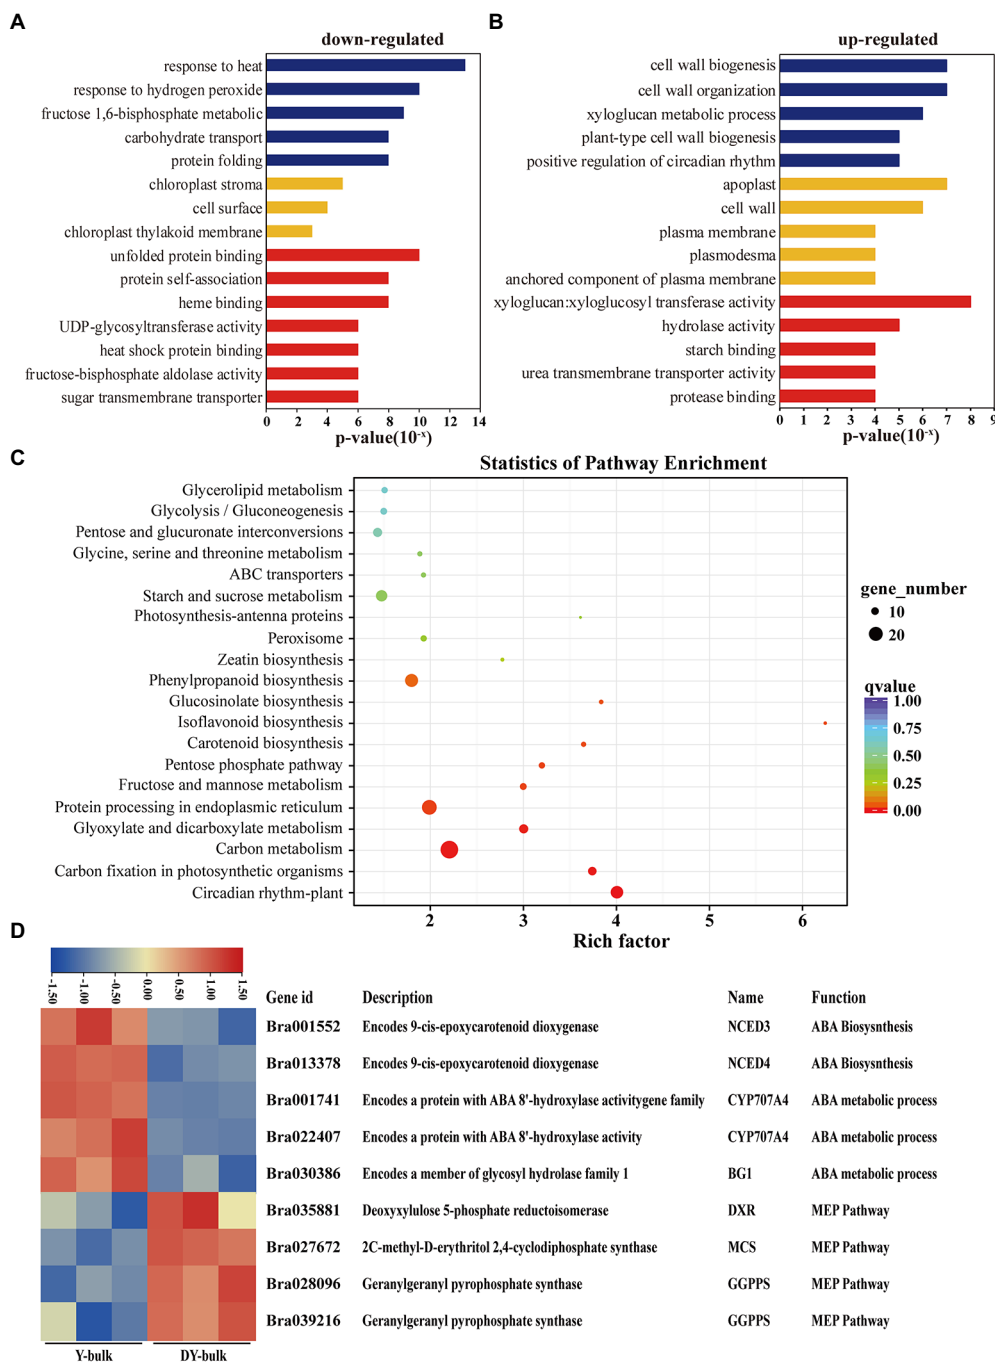 A
down-regulated
response to heat
response to hydrogen peroxide
fructose 1,6-bisphosphate metabolic
carbohydrate transport
protein folding
chloroplast stroma
cell surface
chloroplast thylakoid membrane
unfolded protein binding
protein self-association
heme binding
UDP-glycosyltransferase activity
heat shock protein binding
fructose-bisphosphate aldolase activity
sugar transmembrane transporter
0 2 4 6 8 10 12 14
p-value(10⁻ˣ)
B
up-regulated
cell wall biogenesis
cell wall organization
xyloglucan metabolic process
plant-type cell wall biogenesis
positive regulation of circadian rhythm
apoplast
cell wall
plasma membrane
plasmodesma
anchored component of plasma membrane
xyloglucan:xyloglucosyl transferase activity
hydrolase activity
starch binding
urea transmembrane transporter activity
protease binding
0 1 2 3 4 5 6 7 8 9
p-value(10⁻ˣ)
C
Statistics of Pathway Enrichment
Glycerolipid metabolism
Glycolysis / Gluconeogenesis
Pentose and glucuronate interconversions
Glycine, serine and threonine metabolism
ABC transporters
Starch and sucrose metabolism
Photosynthesis-antenna proteins
Peroxisome
Zeatin biosynthesis
Phenylpropanoid biosynthesis
Glucosinolate biosynthesis
Isoflavonoid biosynthesis
Carotenoid biosynthesis
Pentose phosphate pathway
Fructose and mannose metabolism
Protein processing in endoplasmic reticulum
Glyoxylate and dicarboxylate metabolism
Carbon metabolism
Carbon fixation in photosynthetic organisms
Circadian rhythm-plant
2 3 4 5 6
Rich factor
gene_number
10
20
qvalue
1.00
0.75
0.50
0.25
0.00
D
-1.50 -1.00 -0.50 0.00 0.50 1.00 1.50
Gene id Description Name Function
Bra001552 Encodes 9-cis-epoxycarotenoid dioxygenase NCED3 ABA Biosysnthesis
Bra013378 Encodes 9-cis-epoxycarotenoid dioxygenase NCED4 ABA Biosysnthesis
Bra001741 Encodes a protein with ABA 8'-hydroxylase activitygene family CYP707A4 ABA metabolic process
Bra022407 Encodes a protein with ABA 8'-hydroxylase activity CYP707A4 ABA metabolic process
Bra030386 Encodes a member of glycosyl hydrolase family 1 BG1 ABA metabolic process
Bra035881 Deoxyxylulose 5-phosphate reductoisomerase DXR MEP Pathway
Bra027672 2C-methyl-D-erythritol 2,4-cyclodiphosphate synthase MCS MEP Pathway
Bra028096 Geranylgeranyl pyrophosphate synthase GGPPS MEP Pathway
Bra039216 Geranylgeranyl pyrophosphate synthase GGPPS MEP Pathway
Y-bulk DY-bulk